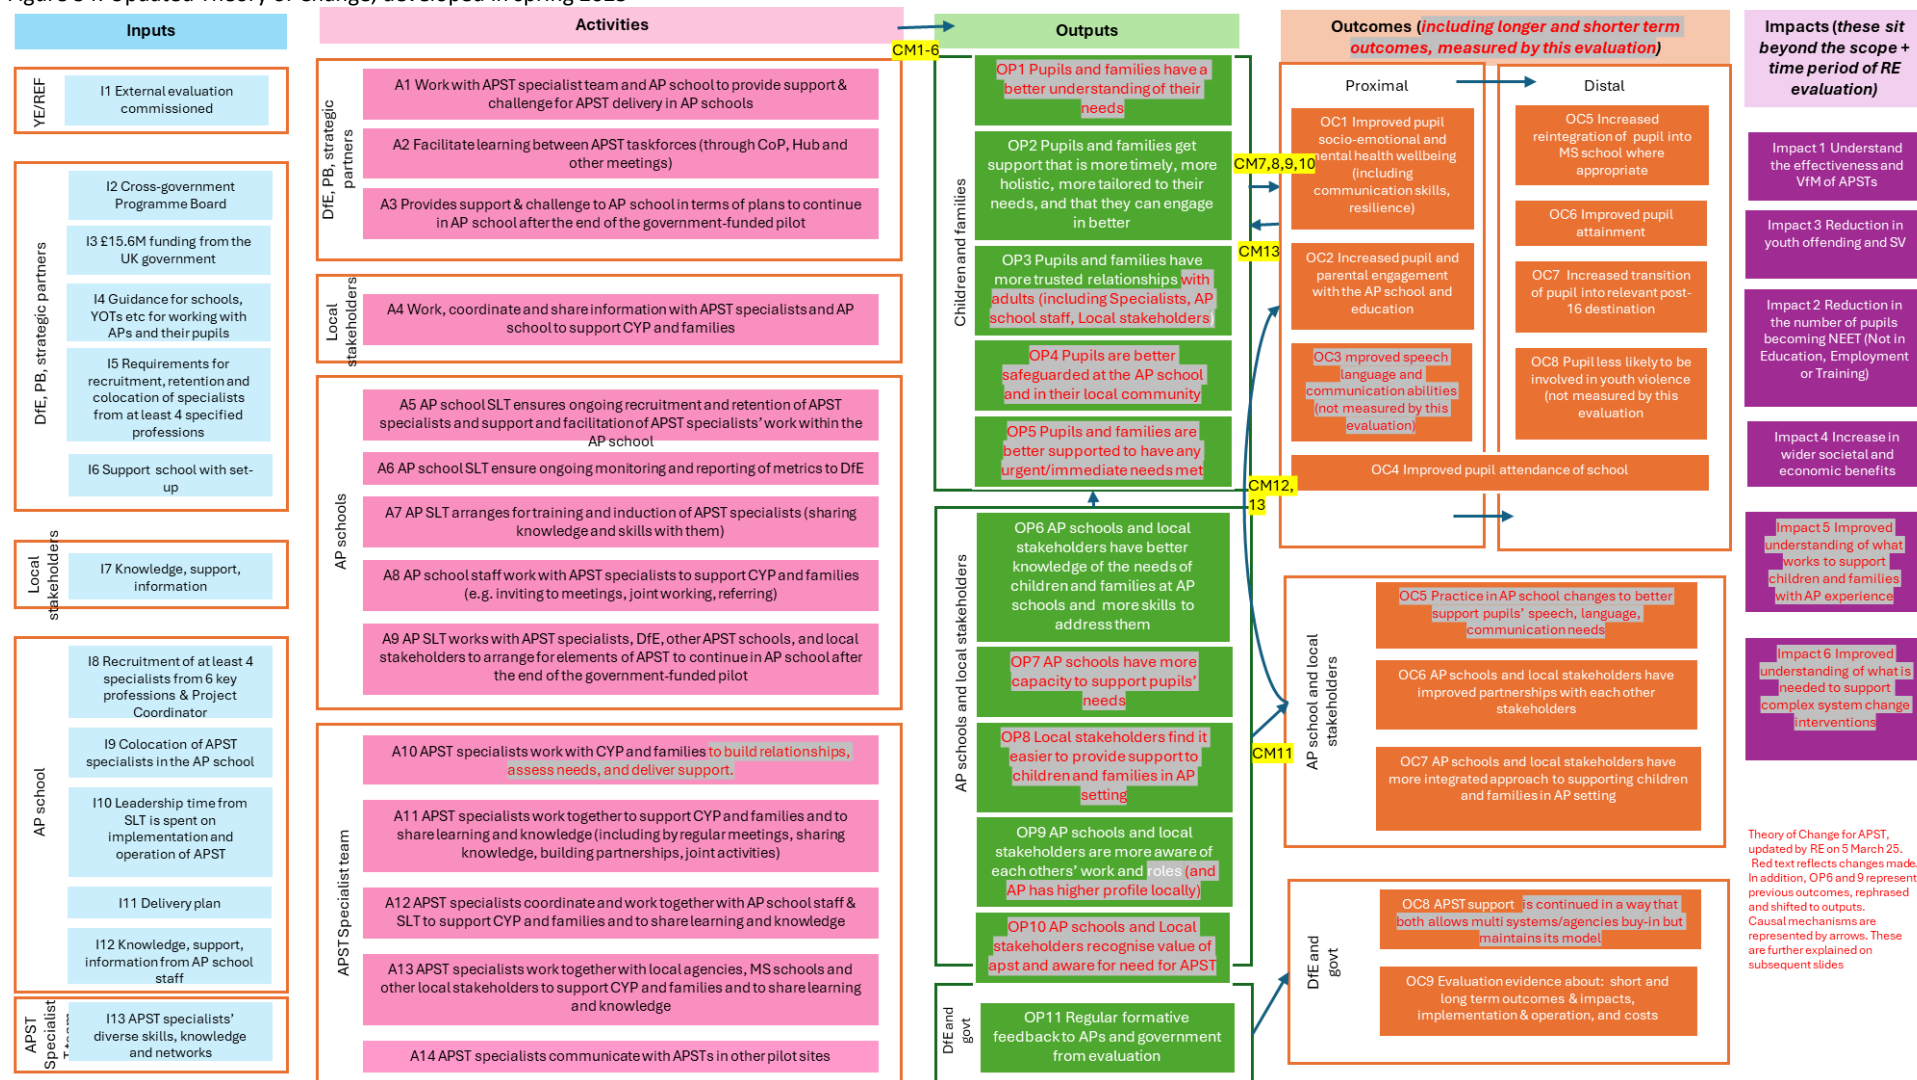 Figure 34: Updated Theory of Change, developed in Spring 2025
Inputs
YE/REF
I1 External evaluation
commissioned
DfE, PB, strategic partners
I2 Cross-government
Programme Board
I3 £15.6M funding from the
UK government
I4 Guidance for schools,
YOTs etc for working with
APs and their pupils
I5 Requirements for
recruitment, retention and
colocation of specialists
from at least 4 specified
professions
I6 Support school with set-
up
Local
stakeholders
I7 Knowledge, support,
information
AP school
I8 Recruitment of at least 4
specialists from 6 key
professions & Project
Coordinator
I9 Colocation of APST
specialists in the AP school
I10 Leadership time from
SLT is spent on
implementation and
operation of APST
I11 Delivery plan
I12 Knowledge, support,
information from AP school
staff
APST
Specialist
I13 APST specialists'
diverse skills, knowledge
and networks
Activities
DfE, PB, strategic
partners
A1 Work with APST specialist team and AP school to provide support &
challenge for APST delivery in AP schools
A2 Facilitate learning between APST taskforces (through CoP, Hub and
other meetings)
A3 Provides support & challenge to AP school in terms of plans to continue
in AP school after the end of the government-funded pilot
Local
stakeholders
A4 Work, coordinate and share information with APST specialists and AP
school to support CYP and families
AP schools
A5 AP school SLT ensures ongoing recruitment and retention of APST
specialists and support and facilitation of APST specialists' work within the
AP school
A6 AP school SLT ensure ongoing monitoring and reporting of metrics to DfE
A7 AP SLT arranges for training and induction of AP specialists (sharing
knowledge and skills with them)
A8 AP school staff work with APST specialists to support CYP and families
(e.g. inviting to meetings, joint working, referring)
A9 AP SLT works with APST specialists, DfE, other APST schools, and local
stakeholders to arrange for elements of APST to continue in AP school after
the end of the government-funded pilot
APST Specialist team
A10 APST specialists work with CYP and families to build relationships,
assess needs, and deliver support.
A11 APST specialists work together to support CYP and families and to
share learning and knowledge (including by regular meetings, sharing
knowledge, building partnerships, joint activities)
A12 APST specialists coordinate and work together with AP school staff &
SLT to support CYP and families and to share learning and knowledge
A13 APST specialists work together with local agencies, MS schools and
other local stakeholders to support CYP and families and to share learning
and knowledge
A14 APST specialists communicate with APSTs in other pilot sites
CM1-6
Outputs
Children and families
OP1 Pupils and families have a
better understanding of their
needs
OP2 Pupils and families get
support that is more timely, more
holistic, more tailored to their
needs, and that they can engage
in better
OP3 Pupils and families have
more trusted relationships with
adults (including Specialists, AP
school staff, Local stakeholders)
OP4 Pupils are better
safeguarded at the AP school
and in their local community
OP5 Pupils and families are
better supported to have any
urgent/immediate needs met
AP schools and local stakeholders
OP6 AP schools and local
stakeholders have better
knowledge of the needs of
children and families at AP
schools and more skills to
address them
OP7 AP schools have more
capacity to support pupils'
needs
OP8 Local stakeholders find it
easier to provide support to
children and families in AP
setting
OP9 AP schools and local
stakeholders are more aware of
each others' work and roles (and
AP has higher profile locally)
OP10 AP schools and Local
stakeholders recognise value of
apst and aware for need for APST
DfE and
govt
OP11 Regular formative
feedback to APs and government
from evaluation
CM7,8,9,10
CM13
CM12,
13
CM11
Outcomes (including longer and shorter term
outcomes, measured by this evaluation)
Proximal
OC1 Improved pupil
socio-emotional and
mental health wellbeing
(including
communication skills,
resilience)
OC2 Increased pupil and
parental engagement
with the AP school and
education
OC3 mproved speech
language and
communication abilities
(not measured by this
evaluation)
Distal
OC5 Increased
reintegration of pupil into
MS school where
appropriate
OC6 Improved pupil
attainment
OC7 Increased transition
of pupil into relevant post-
16 destination
OC8 Pupil less likely to be
involved in youth violence
(not measured by this
evaluation
OC4 Improved pupil attendance of school
AP school and local
stakeholders
OC5 Practice in AP school changes to better
support pupils' speech, language,
communication needs
OC6 AP schools and local stakeholders have
improved partnerships with each other
stakeholders
OC7 AP schools and local stakeholders have
more integrated approach to supporting children
and families in AP setting
DfE and
govt
OC8 APST support is continued in a way that
both allows multi systems/agencies buy-in but
maintains its model
OC9 Evaluation evidence about: short and
long term outcomes & impacts,
implementation & operation, and costs
Impacts (these sit
beyond the scope +
time period of RE
evaluation)
Impact 1 Understand
the effectiveness and
VfM of APSTs
Impact 3 Reduction in
youth offending and SV
Impact 2 Reduction in
the number of pupils
becoming NEET (Not in
Education, Employment
or Training)
Impact 4 Increase in
wider societal and
economic benefits
Impact 5 Improved
understanding of what
works to support
children and families
with AP experience
Impact 6 Improved
understanding of what is
needed to support
complex system change
interventions
Theory of Change for APST,
updated by RE on 5 March 25.
Red text reflects changes made.
In addition, OP6 and 9 represent
previous outcomes, rephrased
and shifted to outputs.
Causal mechanisms are
represented by arrows. These
are further explained on
subsequent slides